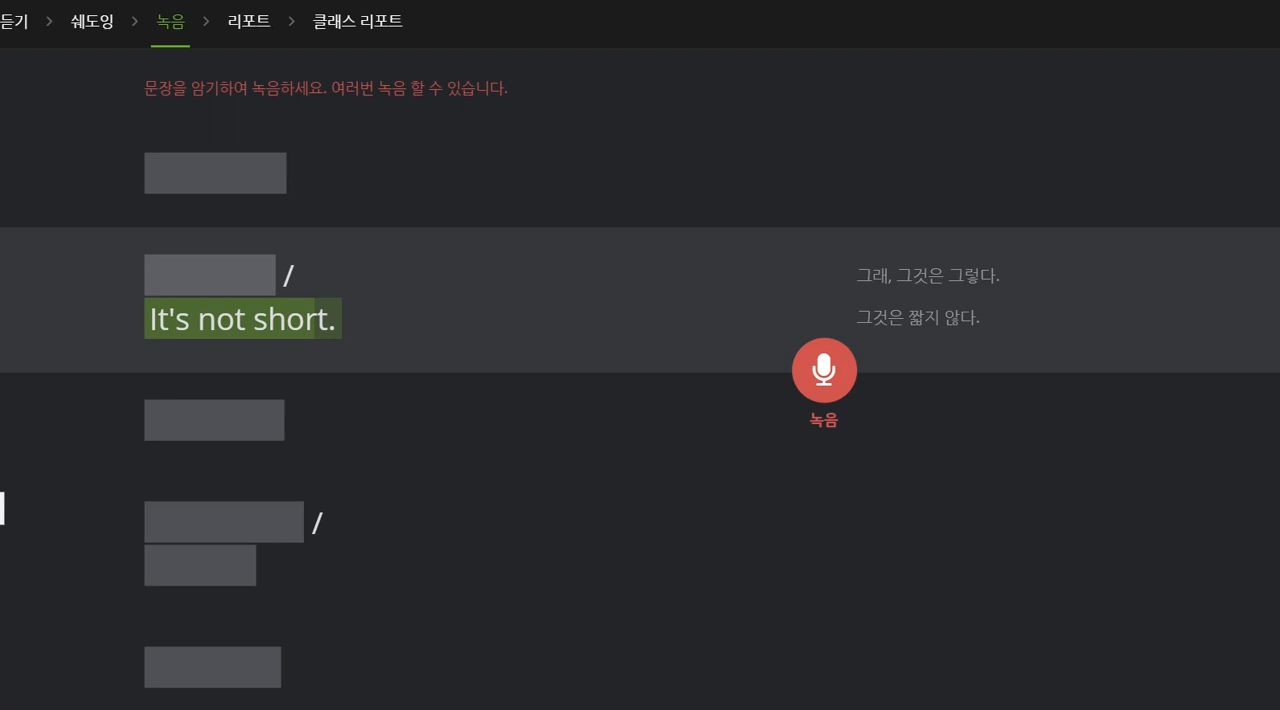 듣기 > 쉐도잉 > 녹음 > 리포트 > 클래스 리포트
문장을 암기하여 녹음하세요. 여러번 녹음 할 수 있습니다.
/
그래, 그것은 그렇다.
It's not short.
그것은 짧지 않다.
녹음
/